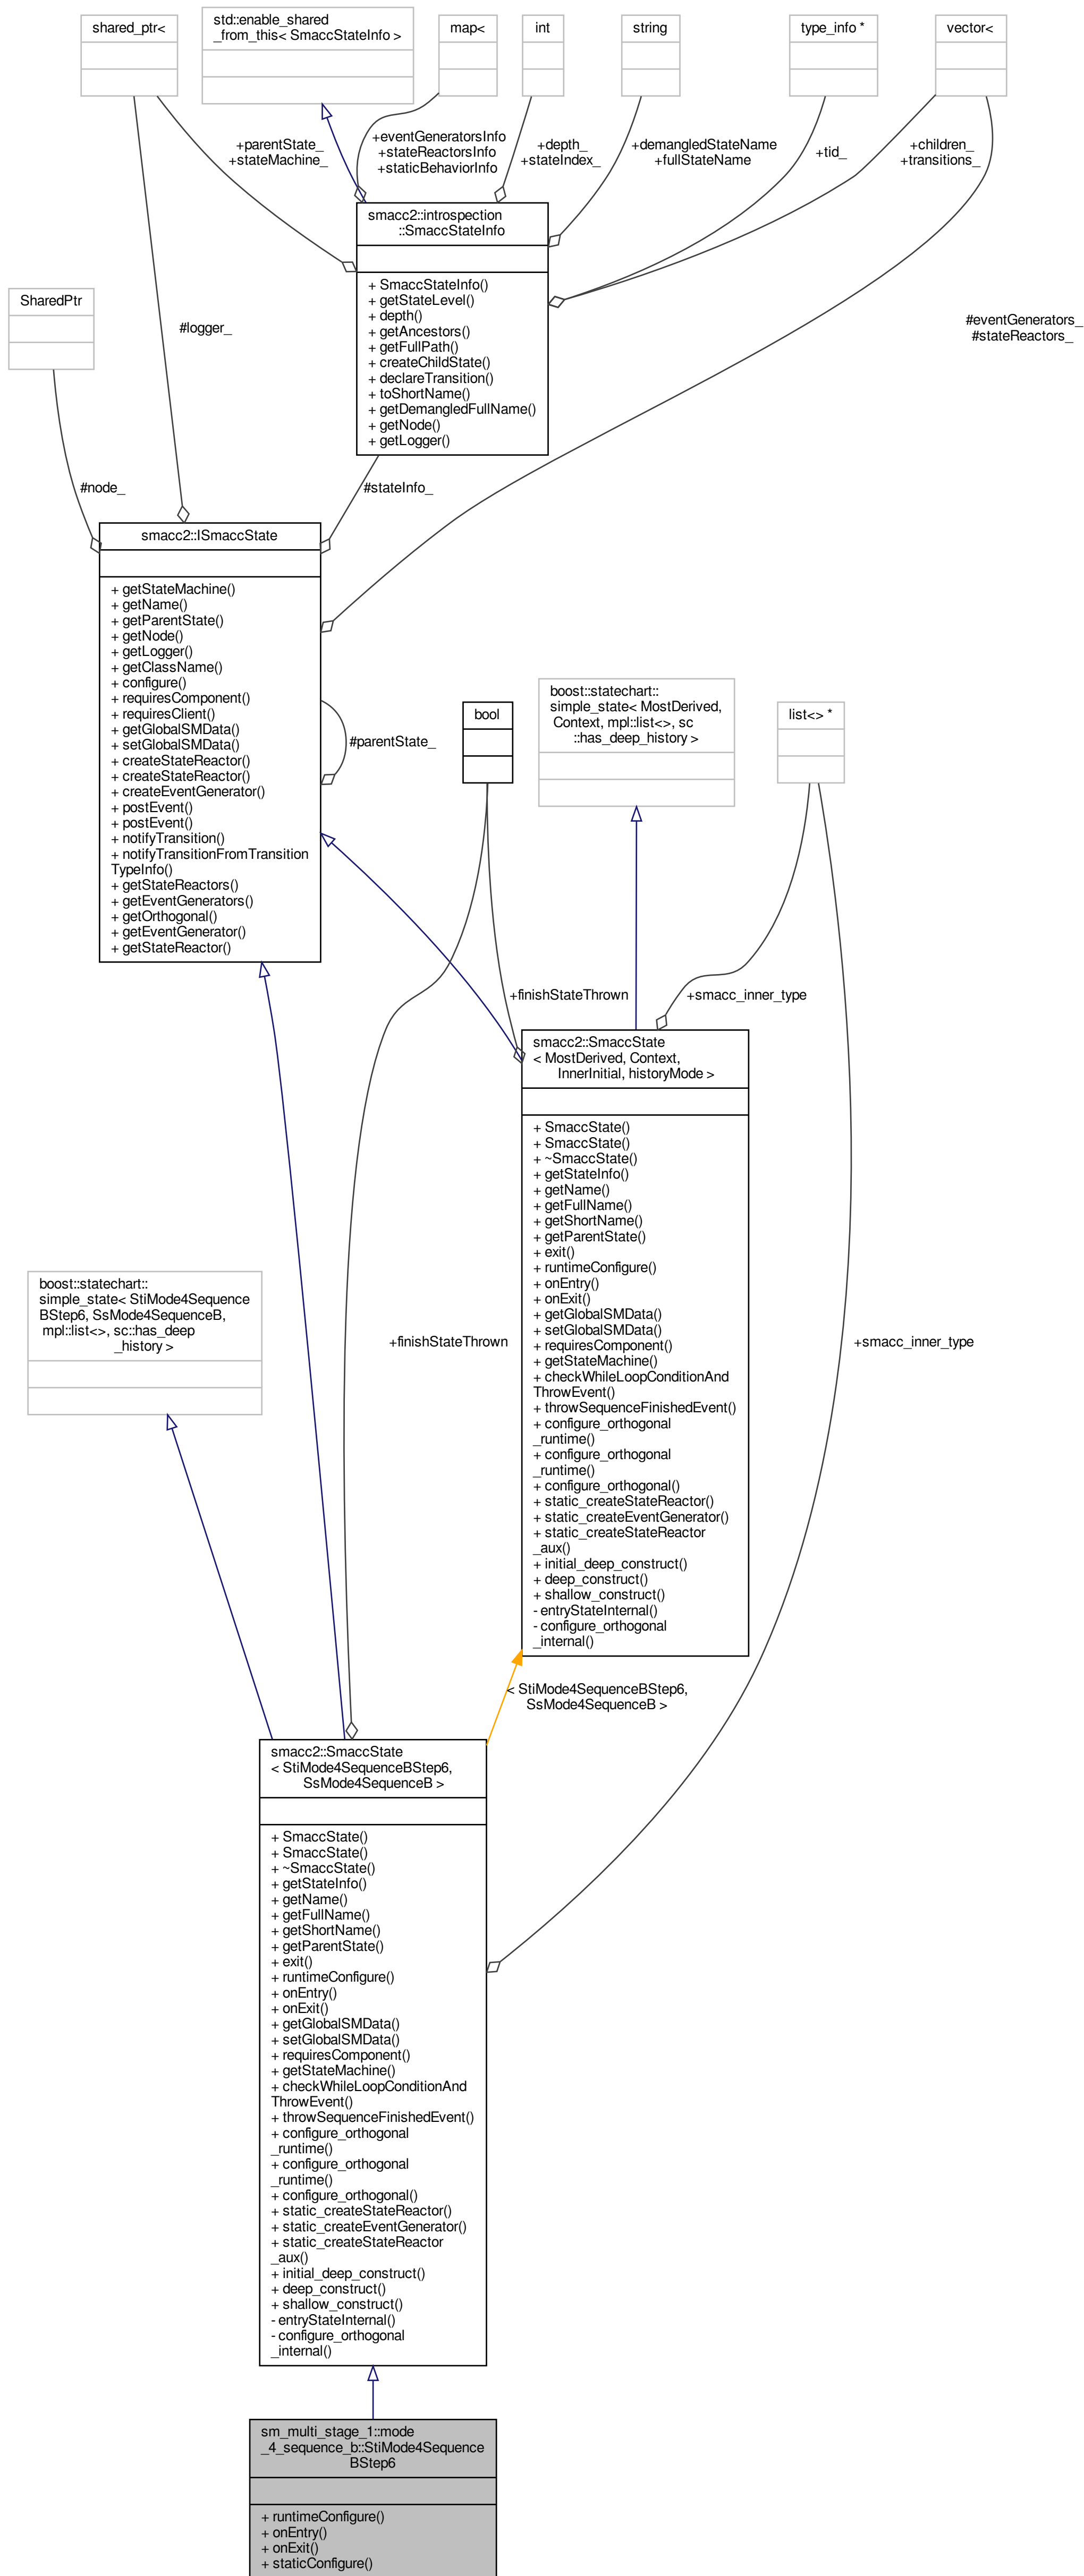 shared_ptr<
std::enable_shared
_from_this< SmaccStateInfo >
map<
int
string
type_info *
vector<
+parentState_
+stateMachine_
+eventGeneratorsInfo
+stateReactorsInfo
+staticBehaviorInfo
+depth_
+stateIndex_
+demangledStateName
+fullStateName
+tid_
+children_
+transitions_
smacc2::introspection
::SmaccStateInfo
+ SmaccStateInfo()
+ getStateLevel()
+ depth()
+ getAncestors()
+ getFullPath()
+ createChildState()
+ declareTransition()
+ toShortName()
+ getDemangledFullName()
+ getNode()
+ getLogger()
SharedPtr
#logger_
#eventGenerators_
#stateReactors_
#node_
#stateInfo_
smacc2::ISmaccState
+ getStateMachine()
+ getName()
+ getParentState()
+ getNode()
+ getLogger()
+ getClassName()
+ configure()
+ requiresComponent()
+ requiresClient()
+ getGlobalSMData()
+ setGlobalSMData()
+ createStateReactor()
+ createStateReactor()
+ createEventGenerator()
+ postEvent()
+ postEvent()
+ notifyTransition()
+ notifyTransitionFromTransition
TypeInfo()
+ getStateReactors()
+ getEventGenerators()
+ getOrthogonal()
+ getEventGenerator()
+ getStateReactor()
#parentState_
bool
boost::statechart::
simple_state< MostDerived,
Context, mpl::list<>, sc
::has_deep_history >
list<> *
+finishStateThrown
+smacc_inner_type
smacc2::SmaccState
< MostDerived, Context,
InnerInitial, historyMode >
+ SmaccState()
+ SmaccState()
+ ~SmaccState()
+ getStateInfo()
+ getName()
+ getFullName()
+ getShortName()
+ getParentState()
+ exit()
+ runtimeConfigure()
+ onEntry()
+ onExit()
+ getGlobalSMData()
+ setGlobalSMData()
+ requiresComponent()
+ getStateMachine()
+ checkWhileLoopConditionAnd
ThrowEvent()
+ throwSequenceFinishedEvent()
+ configure_orthogonal
_runtime()
+ configure_orthogonal
_runtime()
+ configure_orthogonal()
+ static_createStateReactor()
+ static_createEventGenerator()
+ static_createStateReactor
_aux()
+ initial_deep_construct()
+ deep_construct()
+ shallow_construct()
- entryStateInternal()
- configure_orthogonal
_internal()
boost::statechart::
simple_state< StiMode4Sequence
BStep6, SsMode4SequenceB,
mpl::list<>, sc::has_deep
_history >
+finishStateThrown
+smacc_inner_type
< StiMode4SequenceBStep6,
SsMode4SequenceB >
smacc2::SmaccState
< StiMode4SequenceBStep6,
SsMode4SequenceB >
+ SmaccState()
+ SmaccState()
+ ~SmaccState()
+ getStateInfo()
+ getName()
+ getFullName()
+ getShortName()
+ getParentState()
+ exit()
+ runtimeConfigure()
+ onEntry()
+ onExit()
+ getGlobalSMData()
+ setGlobalSMData()
+ requiresComponent()
+ getStateMachine()
+ checkWhileLoopConditionAnd
ThrowEvent()
+ throwSequenceFinishedEvent()
+ configure_orthogonal
_runtime()
+ configure_orthogonal
_runtime()
+ configure_orthogonal()
+ static_createStateReactor()
+ static_createEventGenerator()
+ static_createStateReactor
_aux()
+ initial_deep_construct()
+ deep_construct()
+ shallow_construct()
- entryStateInternal()
- configure_orthogonal
_internal()
sm_multi_stage_1::mode
_4_sequence_b::StiMode4Sequence
BStep6
+ runtimeConfigure()
+ onEntry()
+ onExit()
+ staticConfigure()